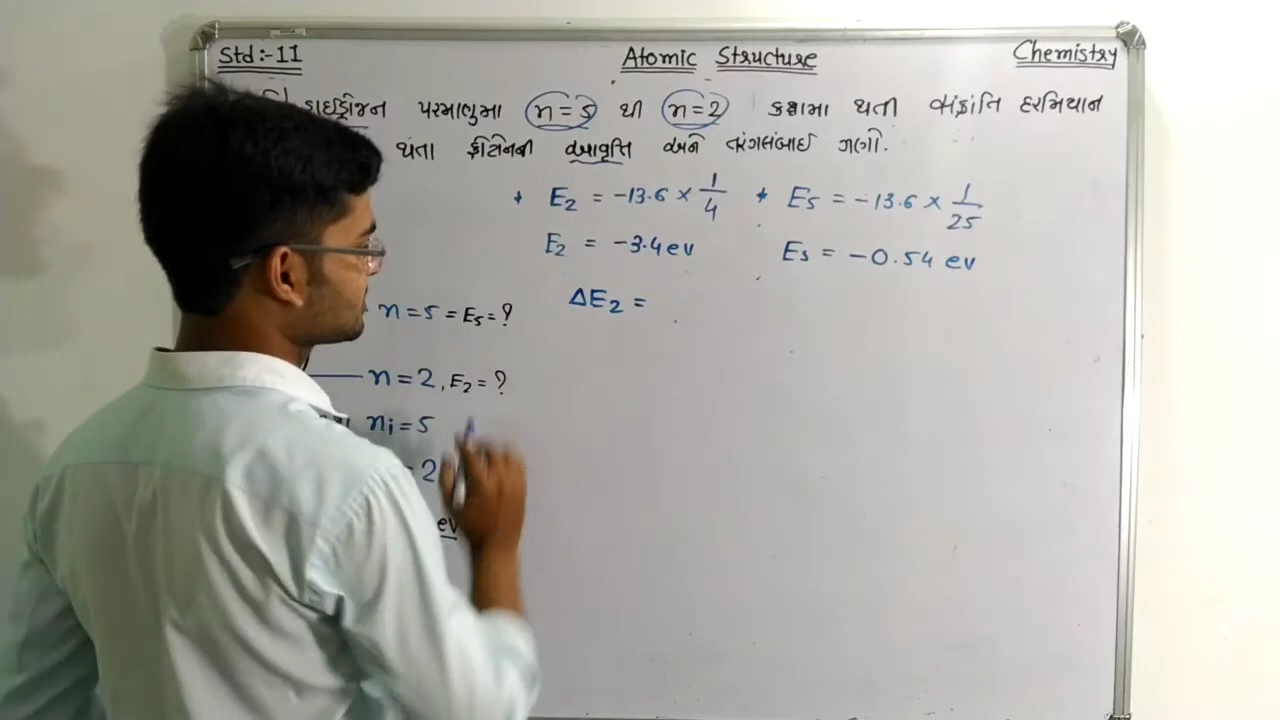 Std:-11 Atomic Structure Chemistry
હાઈડ્રોજન પરમાણુમા n=5 થી n=2 કક્ષામા થતી સંક્રાંતિ દરમિયાન
થતા ફોટોનની આવૃત્તિ અને તરંગલંબાઈ ગણો.
* E₂ = -13.6 × 1/4 * E₅ = -13.6 × 1/25
E₂ = -3.4 ev E₅ = -0.54 ev
n=5 = E₅ = ? ΔE₂ =
n=2, E₂ = ?
nᵢ = 5
2
ev